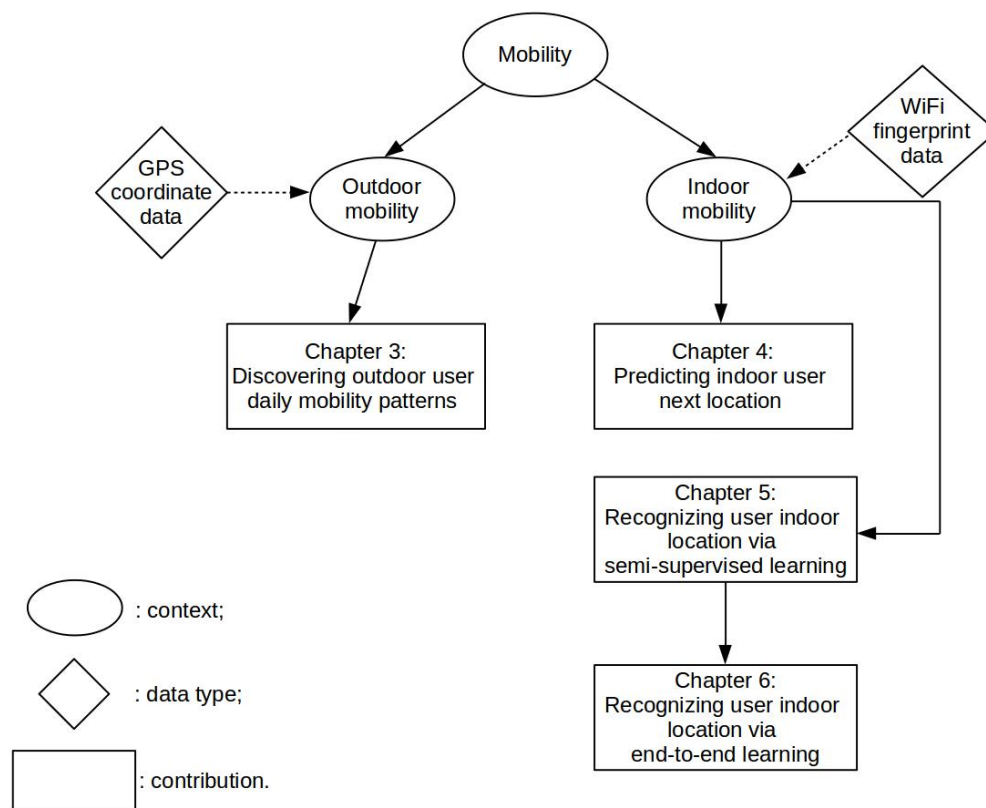 Mobility
WiFi
fingerprint
data
GPS
coordinate
data
Outdoor
mobility
Indoor
mobility
Chapter 3:
Discovering outdoor user
daily mobility patterns
Chapter 4:
Predicting indoor user
next location
Chapter 5:
Recognizing user indoor
location via
semi-supervised learning
Chapter 6:
Recognizing user indoor
location via
end-to-end learning
: context;
: data type;
: contribution.